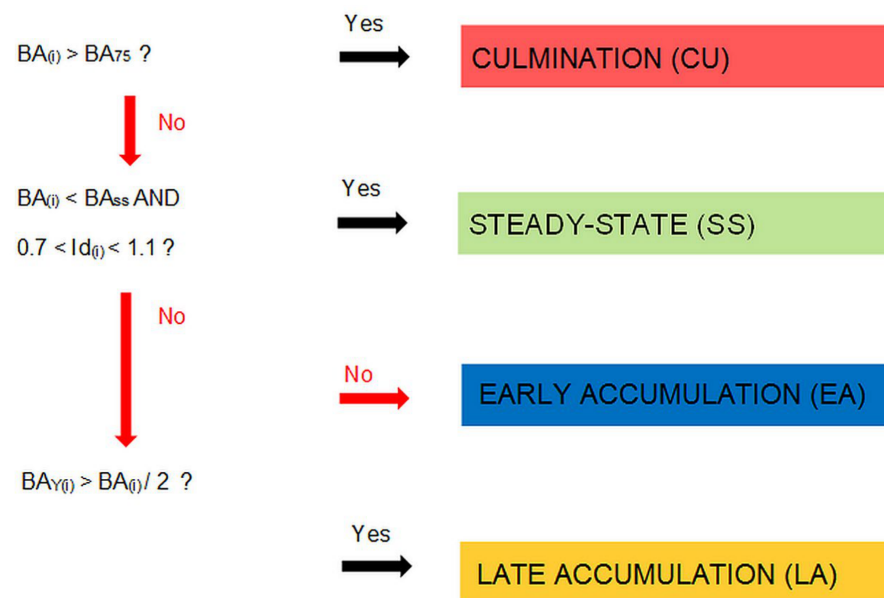 Yes
BA(i) > BA75 ?
CULMINATION (CU)
No
BA(i) < BAss AND
0.7 < Id(i) < 1.1 ?
Yes
STEADY-STATE (SS)
No
No
EARLY ACCUMULATION (EA)
BAY(i) > BA(i) / 2 ?
Yes
LATE ACCUMULATION (LA)